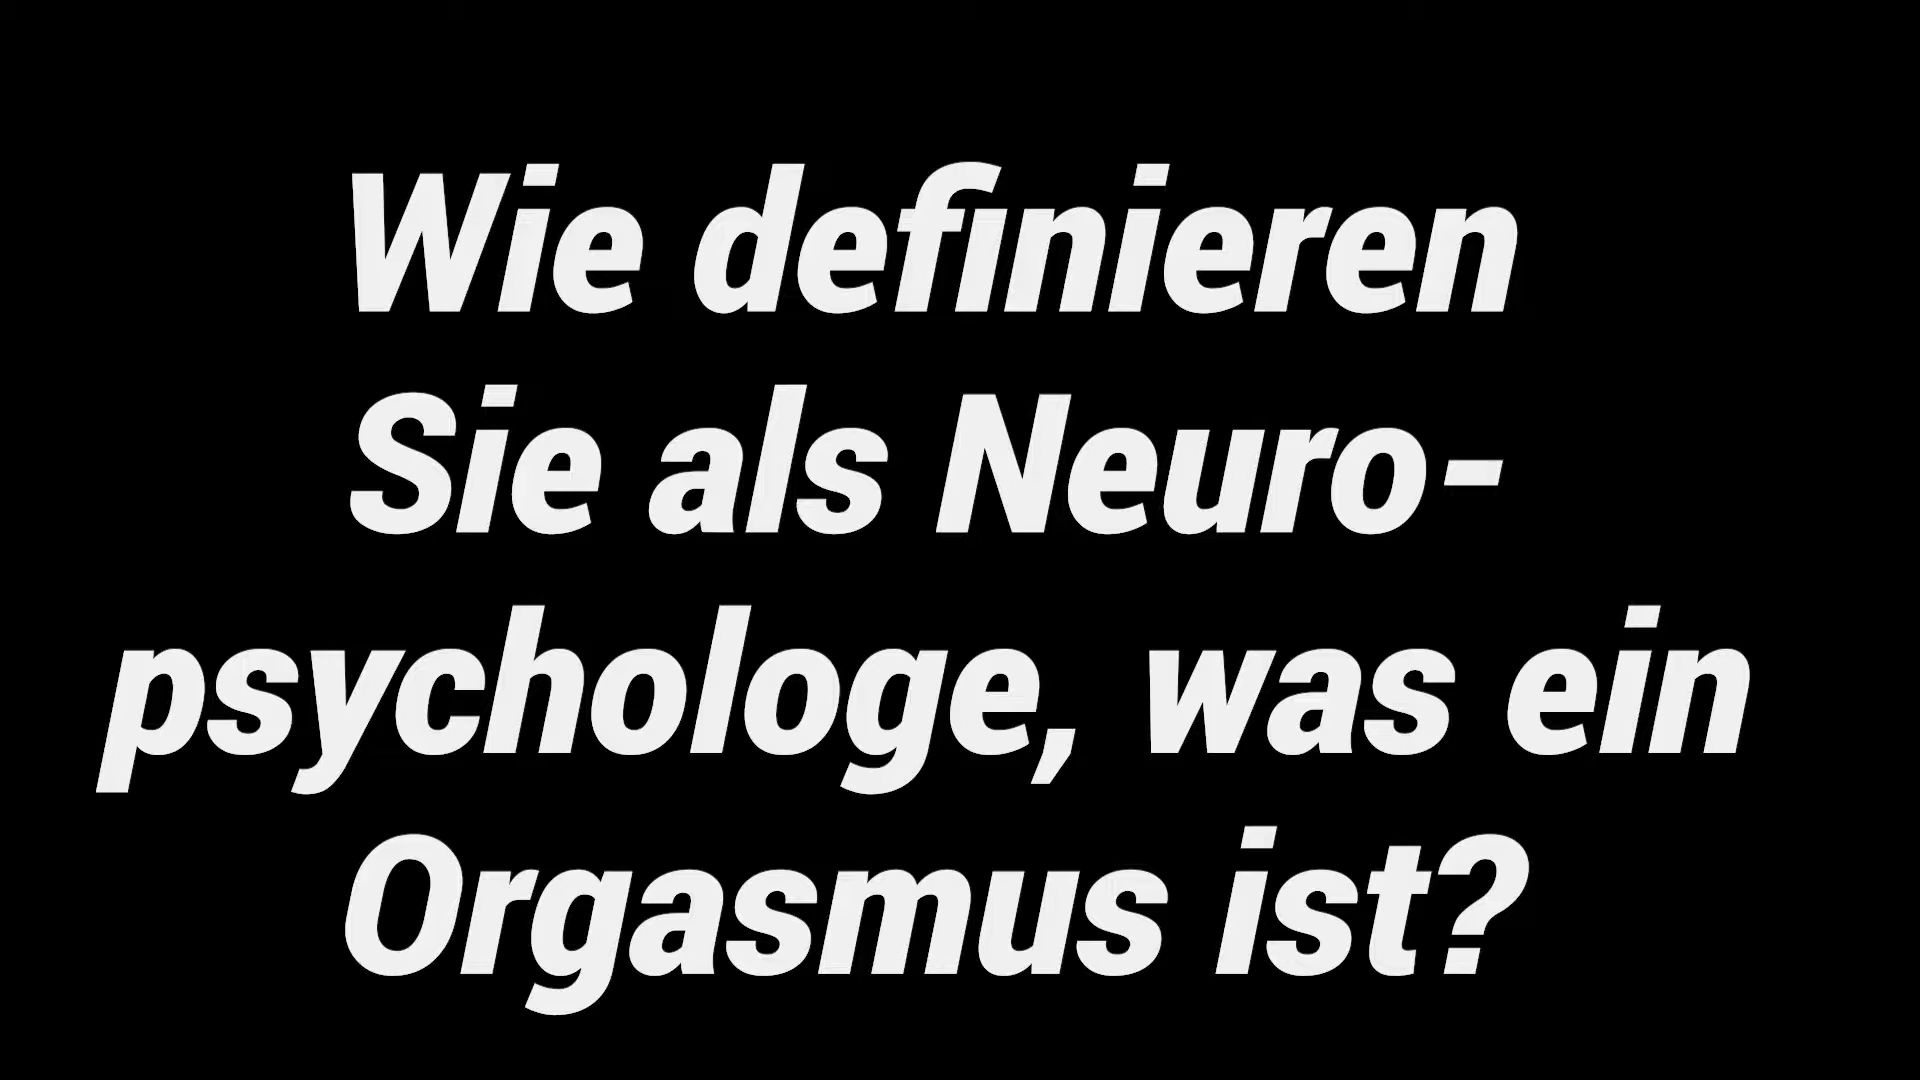 Wie definieren
Sie als Neuro-
psychologe, was ein
Orgasmus ist?